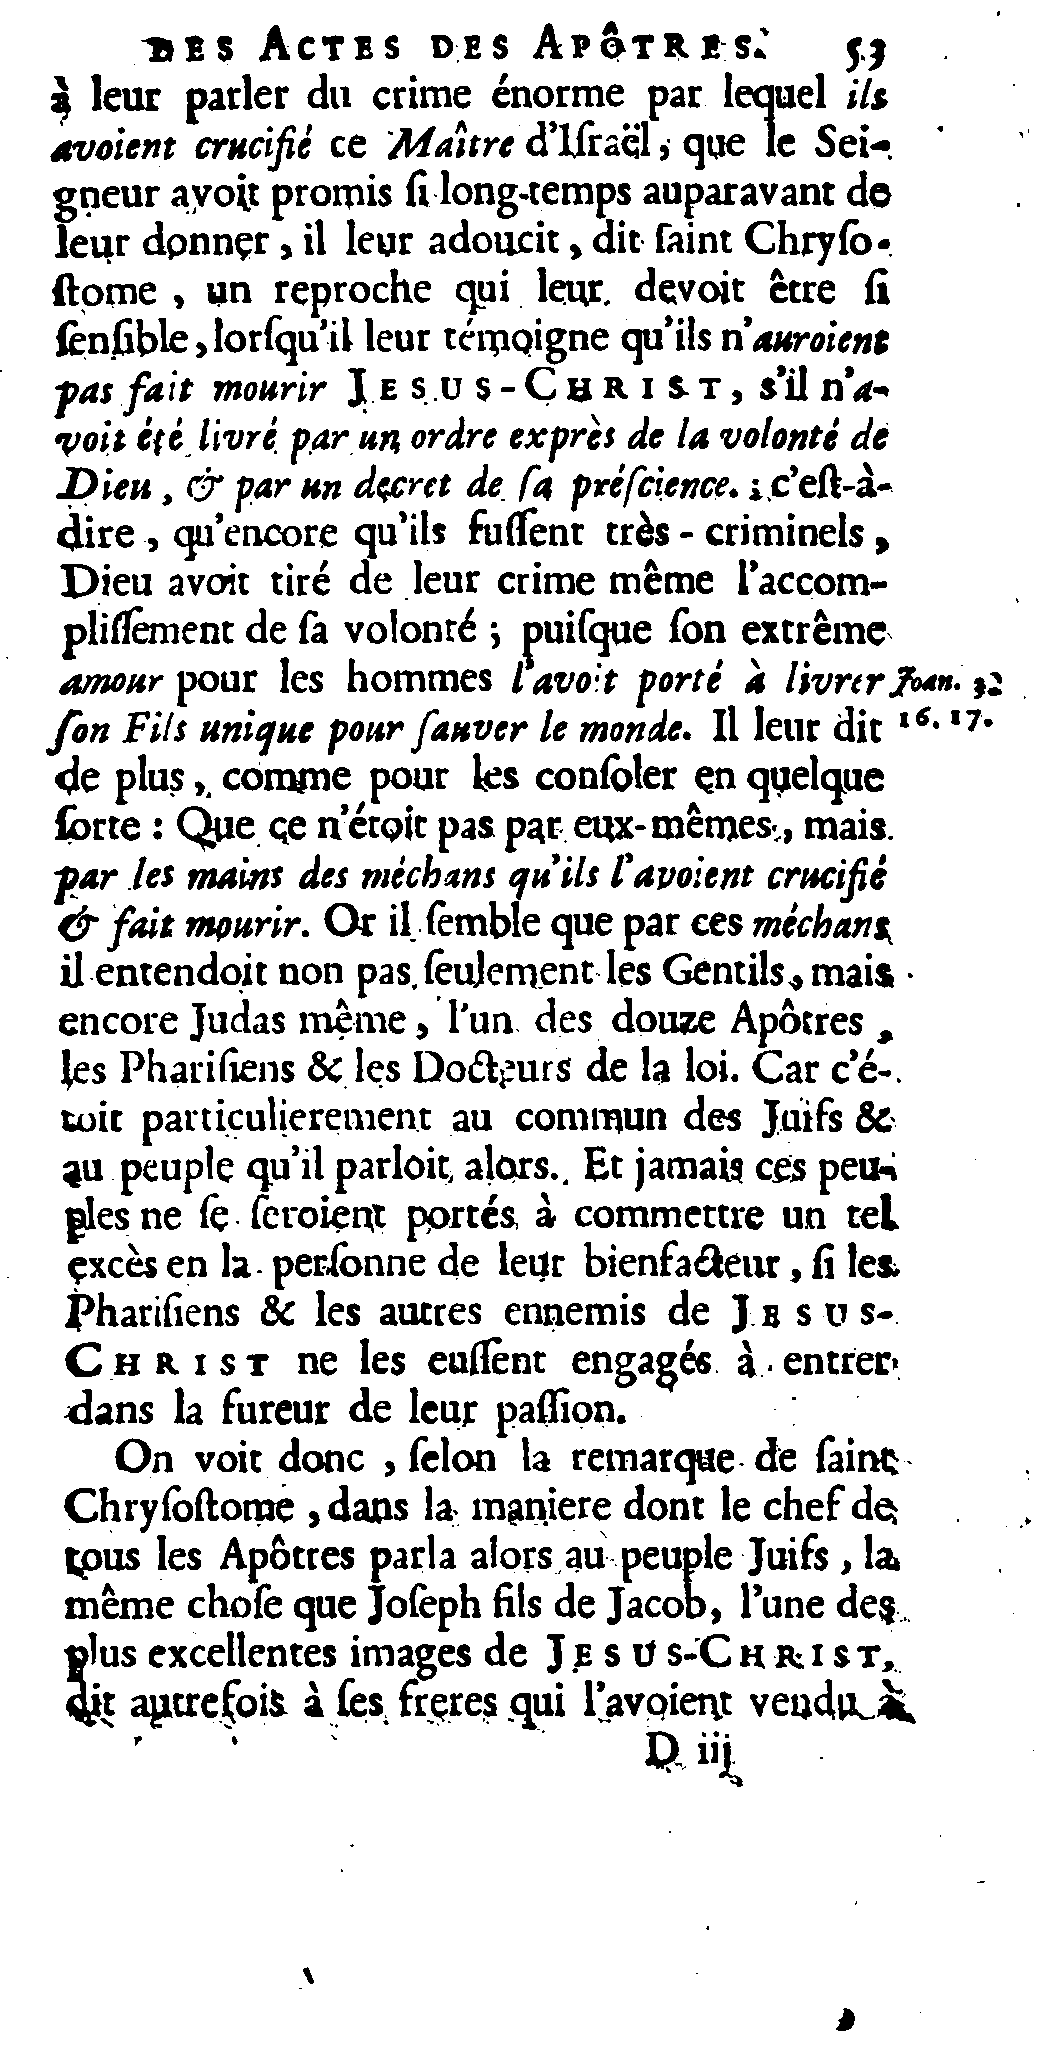 DES ACTES DES APÔTRES. 53
à leur parler du crime énorme par lequel ils
avoient crucifié ce Maître d'Iſraël, que le Sei-
gneur avoit promis ſi long-temps auparavant de
leur donner, il leur adoucit, dit ſaint Chryſo-
ſtome, un reproche qui leur devoit être ſi
ſenſible, lorſqu'il leur témoigne qu'ils n'auroient
pas fait mourir JESUS-CHRIST, s'il n'a-
voit été livré par un ordre exprès de la volonté de
Dieu, & par un decret de ſa préſcience. ; c'eſt-à-
dire, qu'encore qu'ils fuſſent très-criminels,
Dieu avoit tiré de leur crime même l'accom-
pliſſement de ſa volonté ; puiſque ſon extrême
amour pour les hommes l'avoit porté à livrer Joan. 3.
ſon Fils unique pour ſauver le monde. Il leur dit 16. 17.
de plus, comme pour les conſoler en quelque
ſorte : Que ce n'étoit pas par eux-mêmes, mais
par les mains des méchans qu'ils l'avoient crucifié
& fait mourir. Or il ſemble que par ces méchans
il entendoit non pas ſeulement les Gentils, mais
encore Judas même, l'un des douze Apôtres,
les Phariſiens & les Docteurs de la loi. Car c'é-
toit particulierement au commun des Juifs &
au peuple qu'il parloit alors. Et jamais ces peu-
ples ne ſe ſeroient portés à commettre un tel
excès en la perſonne de leur bienfacteur, ſi les
Phariſiens & les autres ennemis de JESUS-
CHRIST ne les euſſent engagés à entrer
dans la fureur de leur paſſion.
On voit donc, ſelon la remarque de ſaint
Chryſoſtome, dans la maniere dont le chef de
tous les Apôtres parla alors au peuple Juifs, la
même choſe que Joſeph fils de Jacob, l'une des
plus excellentes images de JESUS-CHRIST,
dit autrefois à ſes freres qui l'avoient vendu à
D iij